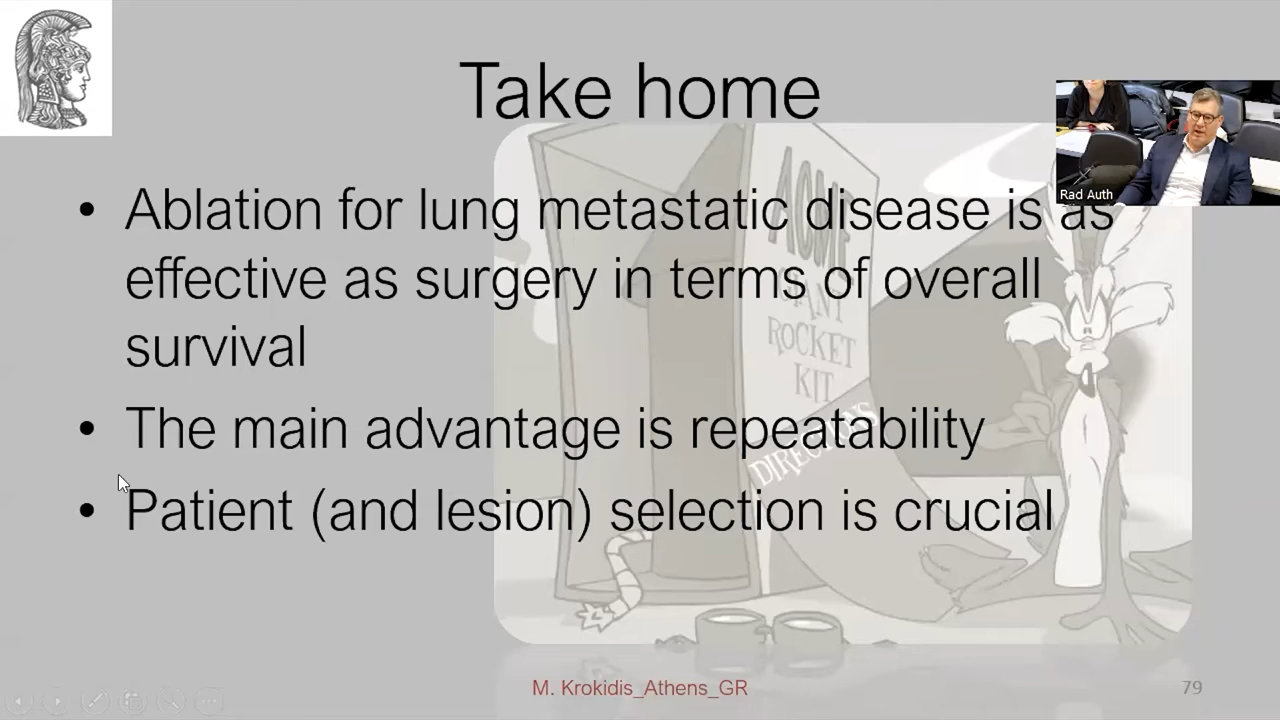 Take home
Rad Auth
• Ablation for lung metastatic disease is as
effective as surgery in terms of overall
survival
• The main advantage is repeatability
• Patient (and lesion) selection is crucial
ACME
ROCKET
KIT
M. Krokidis_Athens_GR
79